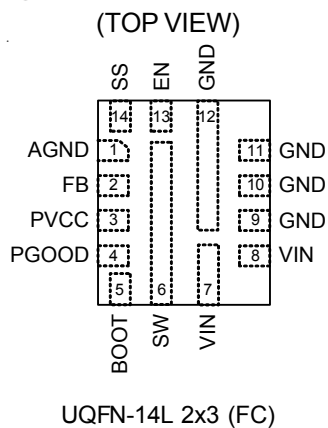 (TOP VIEW)
SS EN GND
14 13 12
AGND 1 11 GND
FB 2 10 GND
PVCC 3 9 GND
PGOOD 4 8 VIN
5 6 7
BOOT SW VIN
UQFN-14L 2x3 (FC)